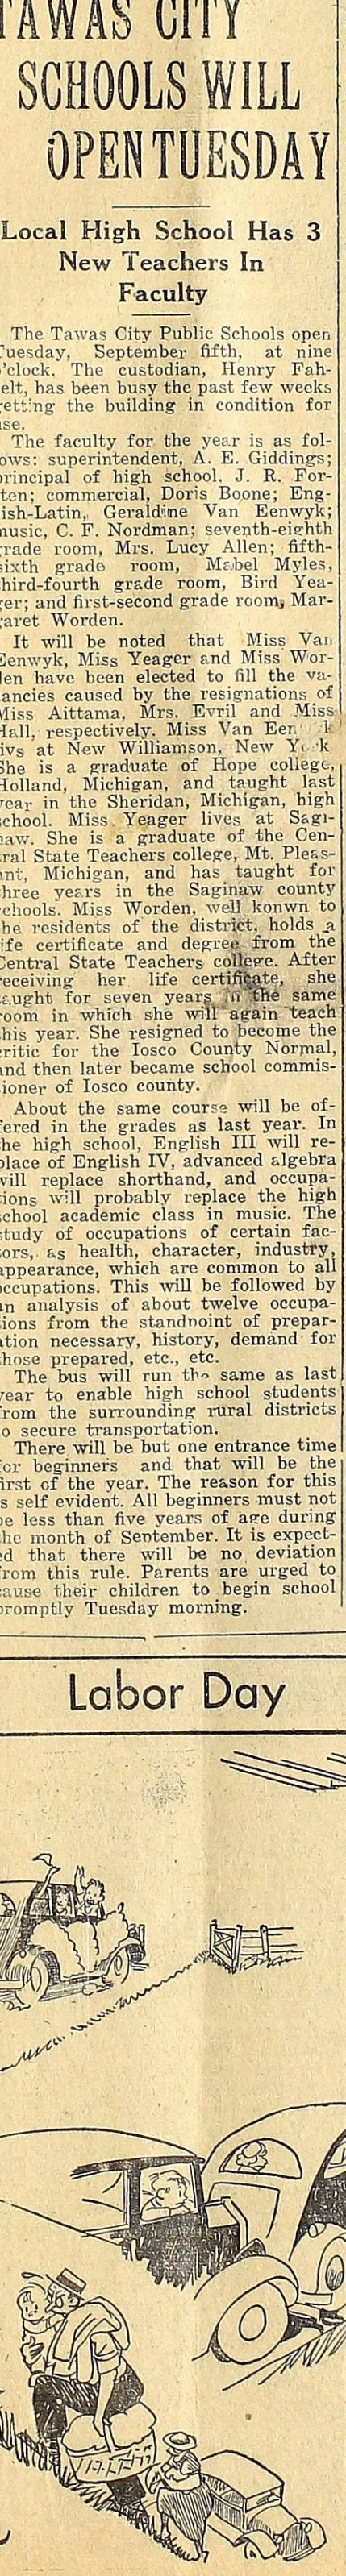 TAWAS CITY
SCHOOLS WILL
OPEN TUESDAY
Local High School Has 3
New Teachers In
Faculty
The Tawas City Public Schools open
Tuesday, September fifth, at nine
o'clock. The custodian, Henry Fah-
elt, has been busy the past few weeks
etting the building in condition for
se.
The faculty for the year is as fol-
ows: superintendent, A. E. Giddings;
principal of high school, J. R. For-
ten; commercial, Doris Boone; Eng-
ish-Latin, Geraldine Van Eenwyk;
music, C. F. Nordman; seventh-eighth
grade room, Mrs. Lucy Allen; fifth-
sixth grade room, Mabel Myles,
third-fourth grade room, Bird Yea-
ger; and first-second grade room, Mar-
garet Worden.
It will be noted that Miss Van
Eenwyk, Miss Yeager and Miss Wor-
den have been elected to fill the va-
cancies caused by the resignations of
Miss Aittama, Mrs. Evril and Miss
Hall, respectively. Miss Van Een k
ivs at New Williamson, New Y k
She is a graduate of Hope college,
Holland, Michigan, and taught last
year in the Sheridan, Michigan, high
school. Miss Yeager lives at Sagi-
naw. She is a graduate of the Cen-
tral State Teachers college, Mt. Pleas-
ant, Michigan, and has taught for
three years in the Saginaw county
schools. Miss Worden, well konwn to
the residents of the district, holds a
life certificate and degree from the
Central State Teachers college. After
receiving her life certificate, she
taught for seven years in the same
room in which she will again teach
this year. She resigned to become the
critic for the Iosco County Normal,
and then later became school commis-
sioner of Iosco county.
About the same course will be of-
fered in the grades as last year. In
the high school, English III will re-
place of English IV, advanced algebra
will replace shorthand, and occupa-
tions will probably replace the high
school academic class in music. The
study of occupations of certain fac-
tors, as health, character, industry,
appearance, which are common to all
occupations. This will be followed by
an analysis of about twelve occupa-
tions from the standpoint of prepar-
ation necessary, history, demand for
those prepared, etc., etc.
The bus will run the same as last
year to enable high school students
from the surrounding rural districts
to secure transportation.
There will be but one entrance time
for beginners and that will be the
first of the year. The reason for this
is self evident. All beginners must not
be less than five years of age during
the month of September. It is expect-
ed that there will be no deviation
from this rule. Parents are urged to
cause their children to begin school
promptly Tuesday morning.
Labor Day